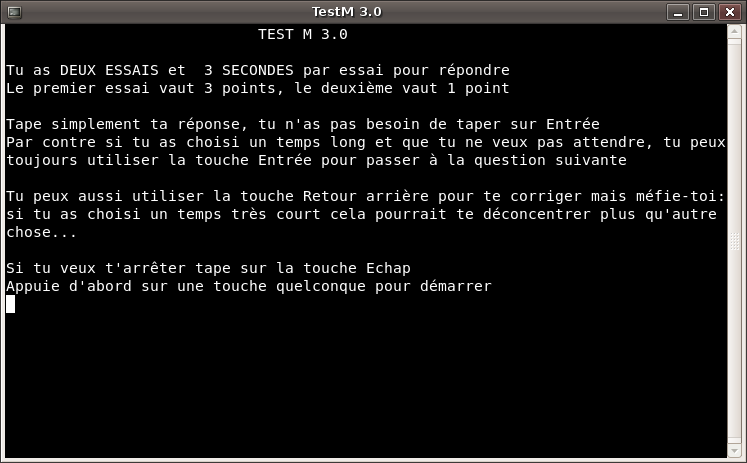 TestM 3.0
TEST M 3.0
Tu as DEUX ESSAIS et  3 SECONDES par essai pour répondre
Le premier essai vaut 3 points, le deuxième vaut 1 point
Tape simplement ta réponse, tu n'as pas besoin de taper sur Entrée
Par contre si tu as choisi un temps long et que tu ne veux pas attendre, tu peux
toujours utiliser la touche Entrée pour passer à la question suivante
Tu peux aussi utiliser la touche Retour arrière pour te corriger mais méfie-toi:
si tu as choisi un temps très court cela pourrait te déconcentrer plus qu'autre
chose...
Si tu veux t'arrêter tape sur la touche Echap
Appuie d'abord sur une touche quelconque pour démarrer